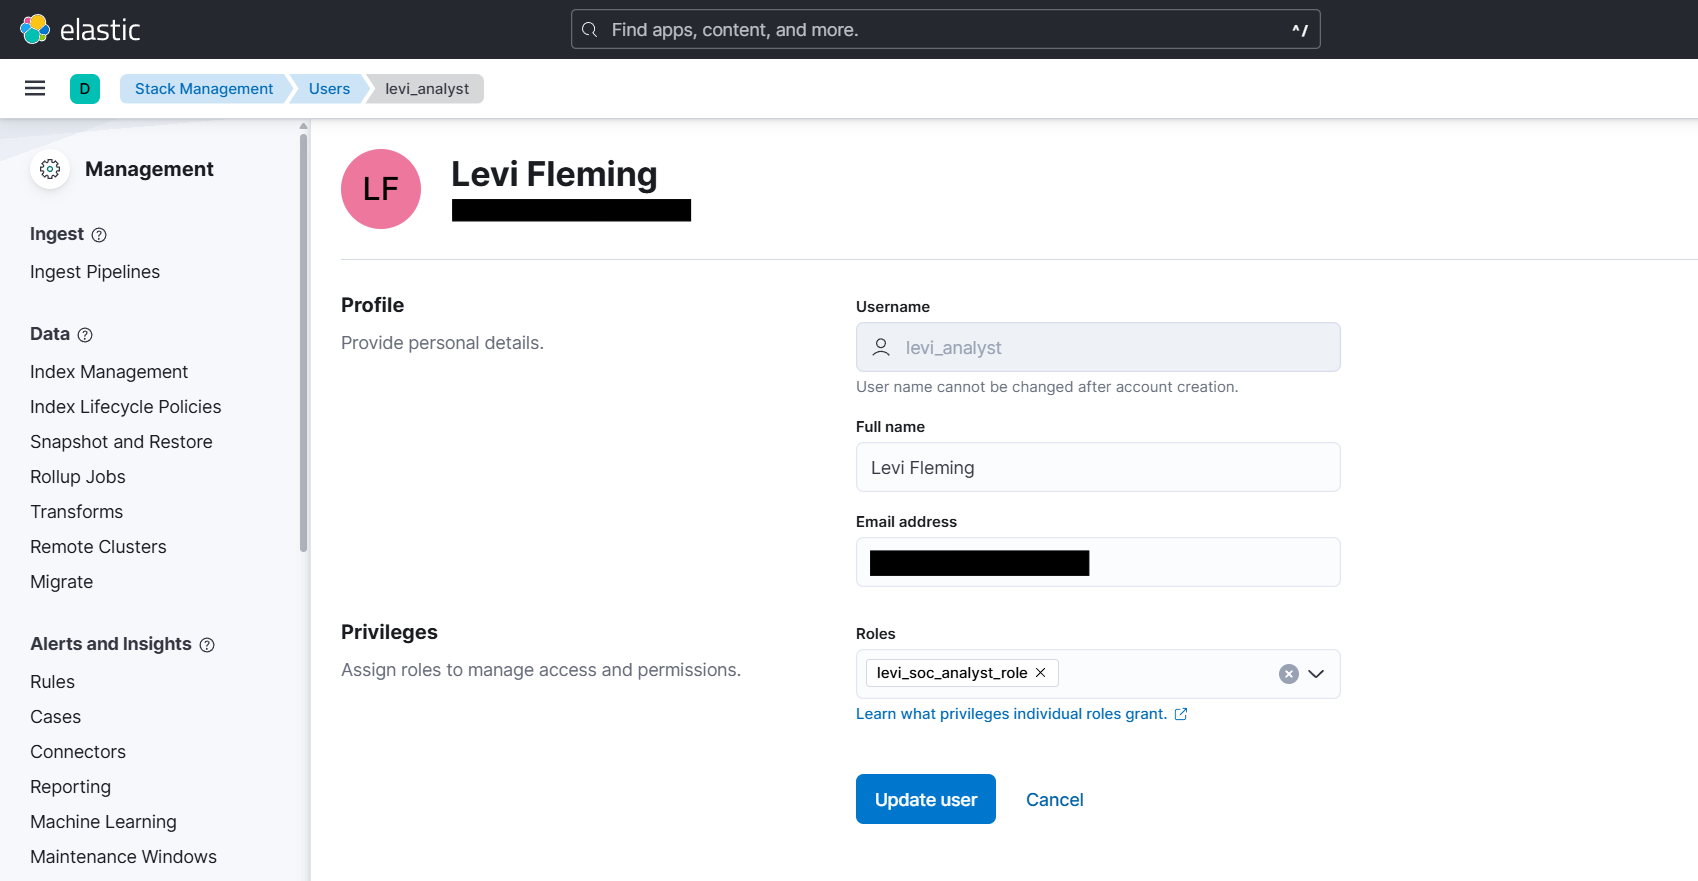 elastic
Find apps, content, and more.
^/
D
Stack Management
Users
levi_analyst
Management
Ingest
Ingest Pipelines
Data
Index Management
Index Lifecycle Policies
Snapshot and Restore
Rollup Jobs
Transforms
Remote Clusters
Migrate
Alerts and Insights
Rules
Cases
Connectors
Reporting
Machine Learning
Maintenance Windows
LF
Levi Fleming
Profile
Provide personal details.
Username
levi_analyst
User name cannot be changed after account creation.
Full name
Levi Fleming
Email address
Privileges
Assign roles to manage access and permissions.
Roles
levi_soc_analyst_role
Learn what privileges individual roles grant.
Update user
Cancel